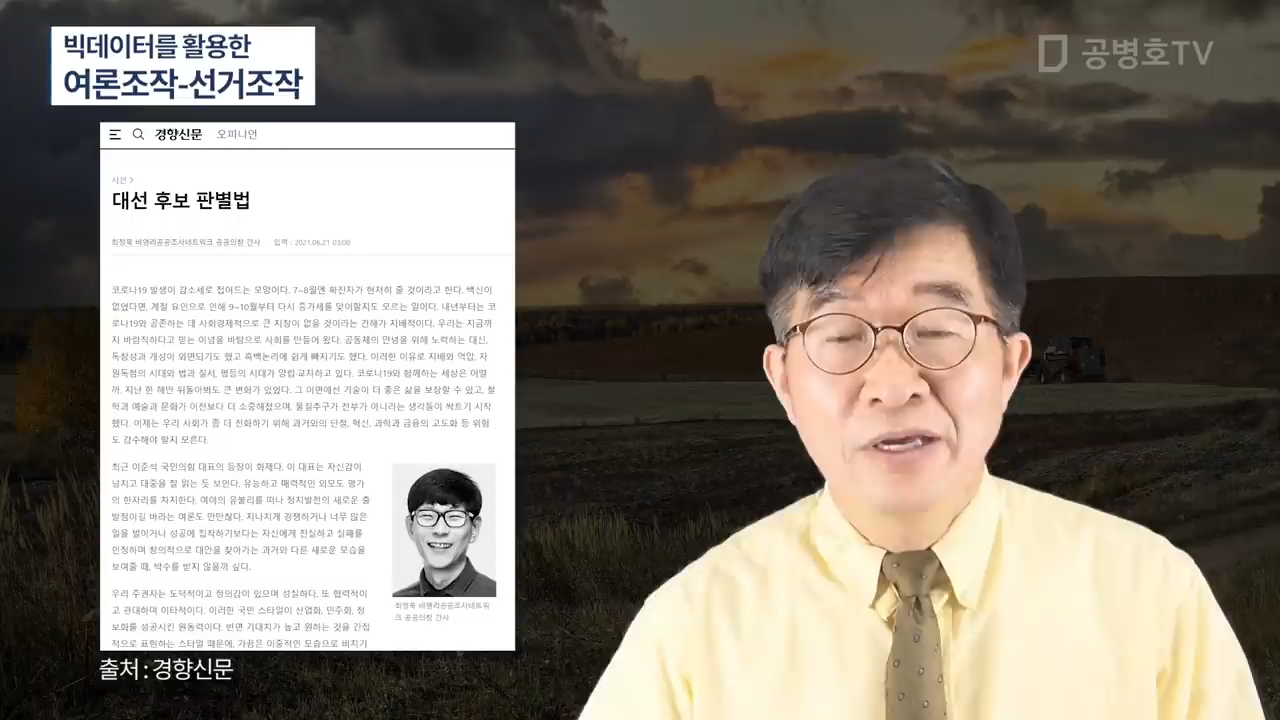 빅데이터를 활용한
여론조작-선거조작
공병호TV
경향신문 오피니언
시선 >
대선 후보 판별법
최정묵 비영리공공조사네트워크 공공의창 간사 입력 : 2021.06.21 03:00
코로나19 발생이 감소세로 접어드는 모양이다. 7~8월엔 확진자가 현저히 줄 것이라고 한다. 백신이
없었다면, 계절 요인으로 인해 9~10월부터 다시 증가세를 맞이할지도 모르는 일이다. 내년부터는 코
로나19와 공존하는 데 사회경제적으로 큰 지장이 없을 것이라는 견해가 지배적이다. 우리는 지금까
지 바람직하다고 믿는 이념을 바탕으로 사회를 만들어 왔다. 공동체의 안녕을 위해 노력하는 대신,
독창성과 개성이 외면되기도 했고 흑백논리에 쉽게 빠지기도 했다. 이러한 이유로 지배와 억압, 자
원독점의 시대와 법과 질서, 평등의 시대가 양립·교차하고 있다. 코로나19와 함께하는 세상은 어떨
까. 지난 한 해만 뒤돌아봐도 큰 변화가 있었다. 그 이면에선 기술이 더 좋은 삶을 보장할 수 있고, 철
학과 예술과 문화가 이전보다 더 소중해졌으며, 물질추구가 전부가 아니라는 생각들이 싹트기 시작
했다. 이제는 우리 사회가 좀 더 진화하기 위해 과거와의 단절, 혁신, 과학과 금융의 고도화 등 위험
도 감수해야 할지 모른다.
최근 이준석 국민의힘 대표의 등장이 화제다. 이 대표는 자신감이
넘치고 대중을 잘 읽는 듯 보인다. 유능하고 매력적인 외모도 평가
의 한자리를 차지한다. 여야의 유불리를 떠나 정치발전의 새로운 출
발점이길 바라는 여론도 만만찮다. 지나치게 경쟁하거나 너무 많은
일을 벌이거나 성공에 집착하기보다는 자신에게 진실하고 실패를
인정하며 창의적으로 대안을 찾아가는 과거와 다른 새로운 모습을
보여줄 때, 박수를 받지 않을까 싶다.
최정묵 비영리공공조사네트워
크 공공의창 간사
우리 주권자는 도덕적이고 정의감이 있으며 성실하다. 또 협력적이
고 관대하며 이타적이다. 이러한 국민 스타일이 산업화, 민주화, 정
보화를 성공시킨 원동력이다. 반면 기대치가 높고 원하는 것을 간접
적으로 표현하는 스타일 때문에, 가끔은 이중적인 모습으로 비치기
출처 : 경향신문